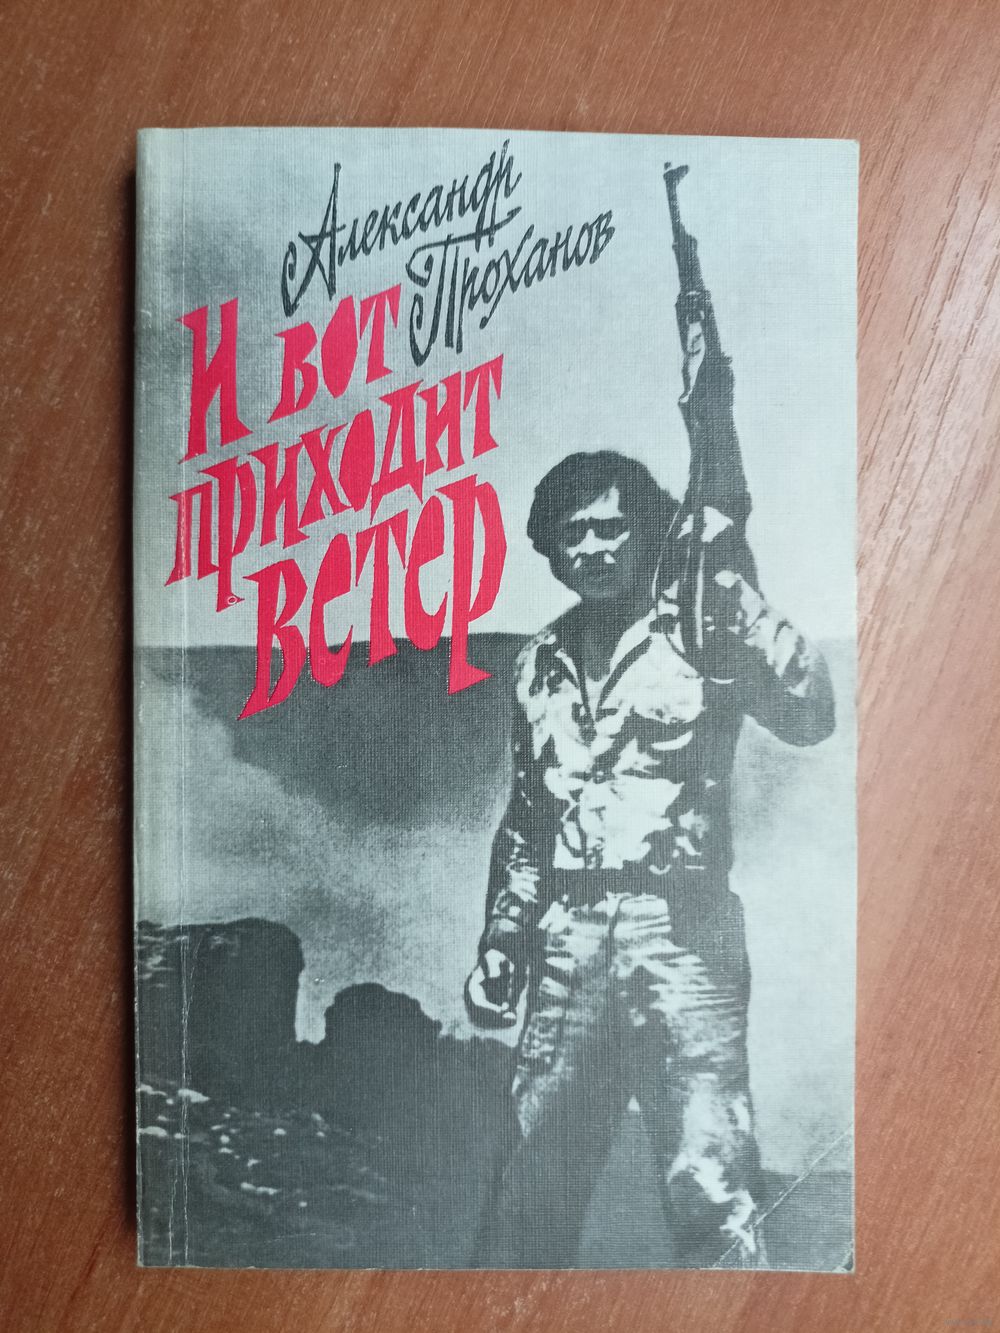 Александр
Проханов
И вот
приходит
ветер